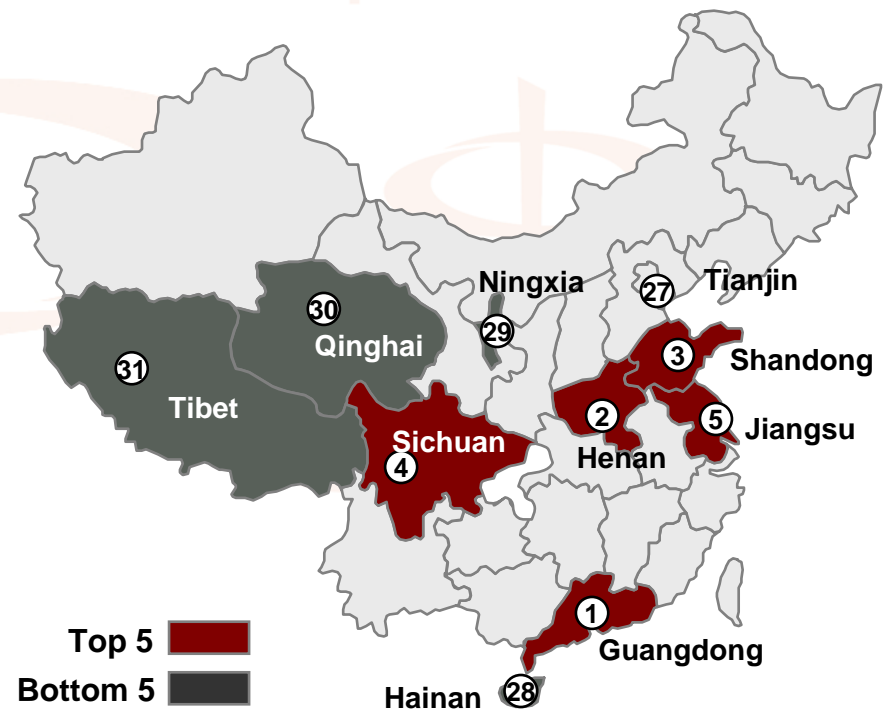 Ningxia
27
Tianjin
30
Qinghai
29
3
Shandong
31
Tibet
2
5
Jiangsu
Sichuan
4
Henan
1
Guangdong
Top 5
Bottom 5
Hainan
28